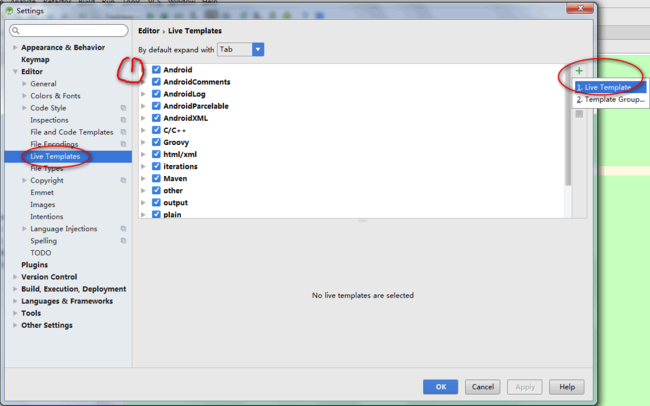 Settings
Editor › Live Templates
By default expand with Tab
Appearance & Behavior
Keymap
Editor
General
Colors & Fonts
Code Style
Inspections
File and Code Templates
File Encodings
Live Templates
File Types
Copyright
Emmet
Images
Intentions
Language Injections
Spelling
TODO
Plugins
Version Control
Build, Execution, Deployment
Languages & Frameworks
Tools
Other Settings
Android
AndroidComments
AndroidLog
AndroidParcelable
AndroidXML
C/C++
Groovy
html/xml
iterations
Maven
other
output
plain
1. Live Template
2. Template Group...
No live templates are selected
OK
Cancel
Apply
Help